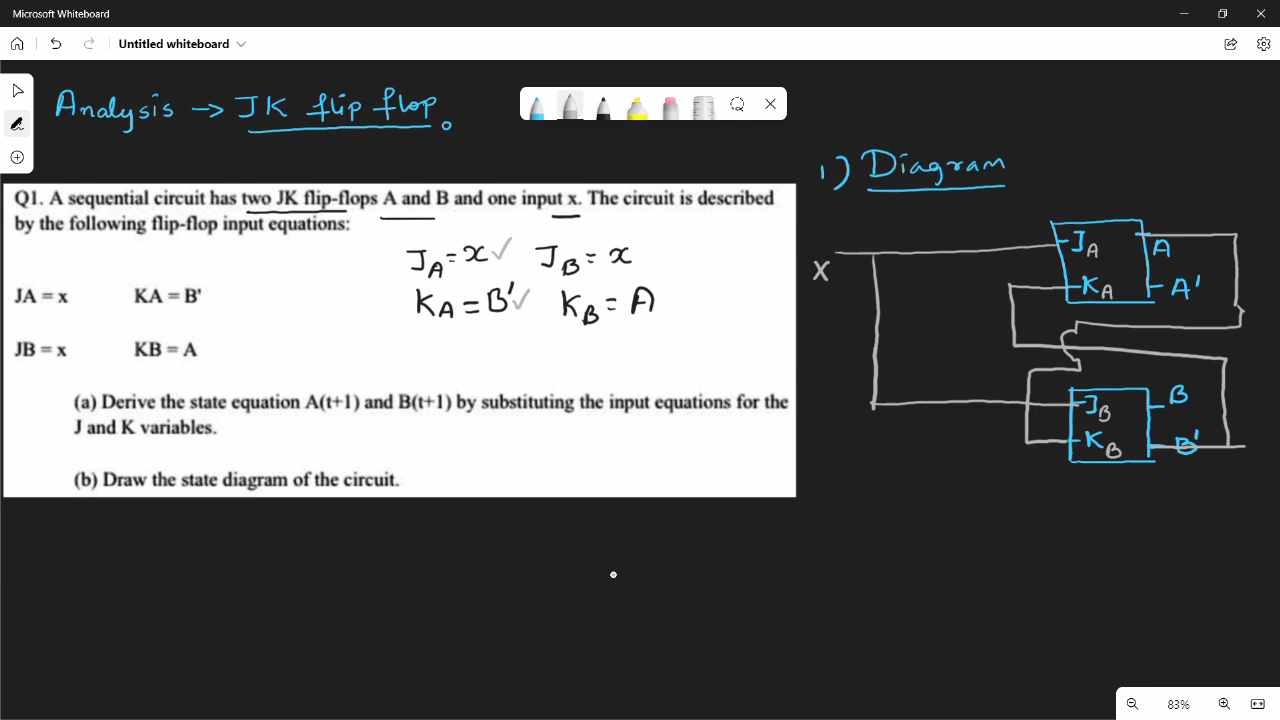 Microsoft Whiteboard
Untitled whiteboard
Analysis → JK flip flop.
Q1. A sequential circuit has two JK flip-flops A and B and one input x. The circuit is described
by the following flip-flop input equations:
JA = x KA = B'
JB = x KB = A
(a) Derive the state equation A(t+1) and B(t+1) by substituting the input equations for the
J and K variables.
(b) Draw the state diagram of the circuit.
JA = x ✓ JB = x
KA = B' ✓ KB = A
1) Diagram
X
JA A
KA A'
JB B
KB B'
83%